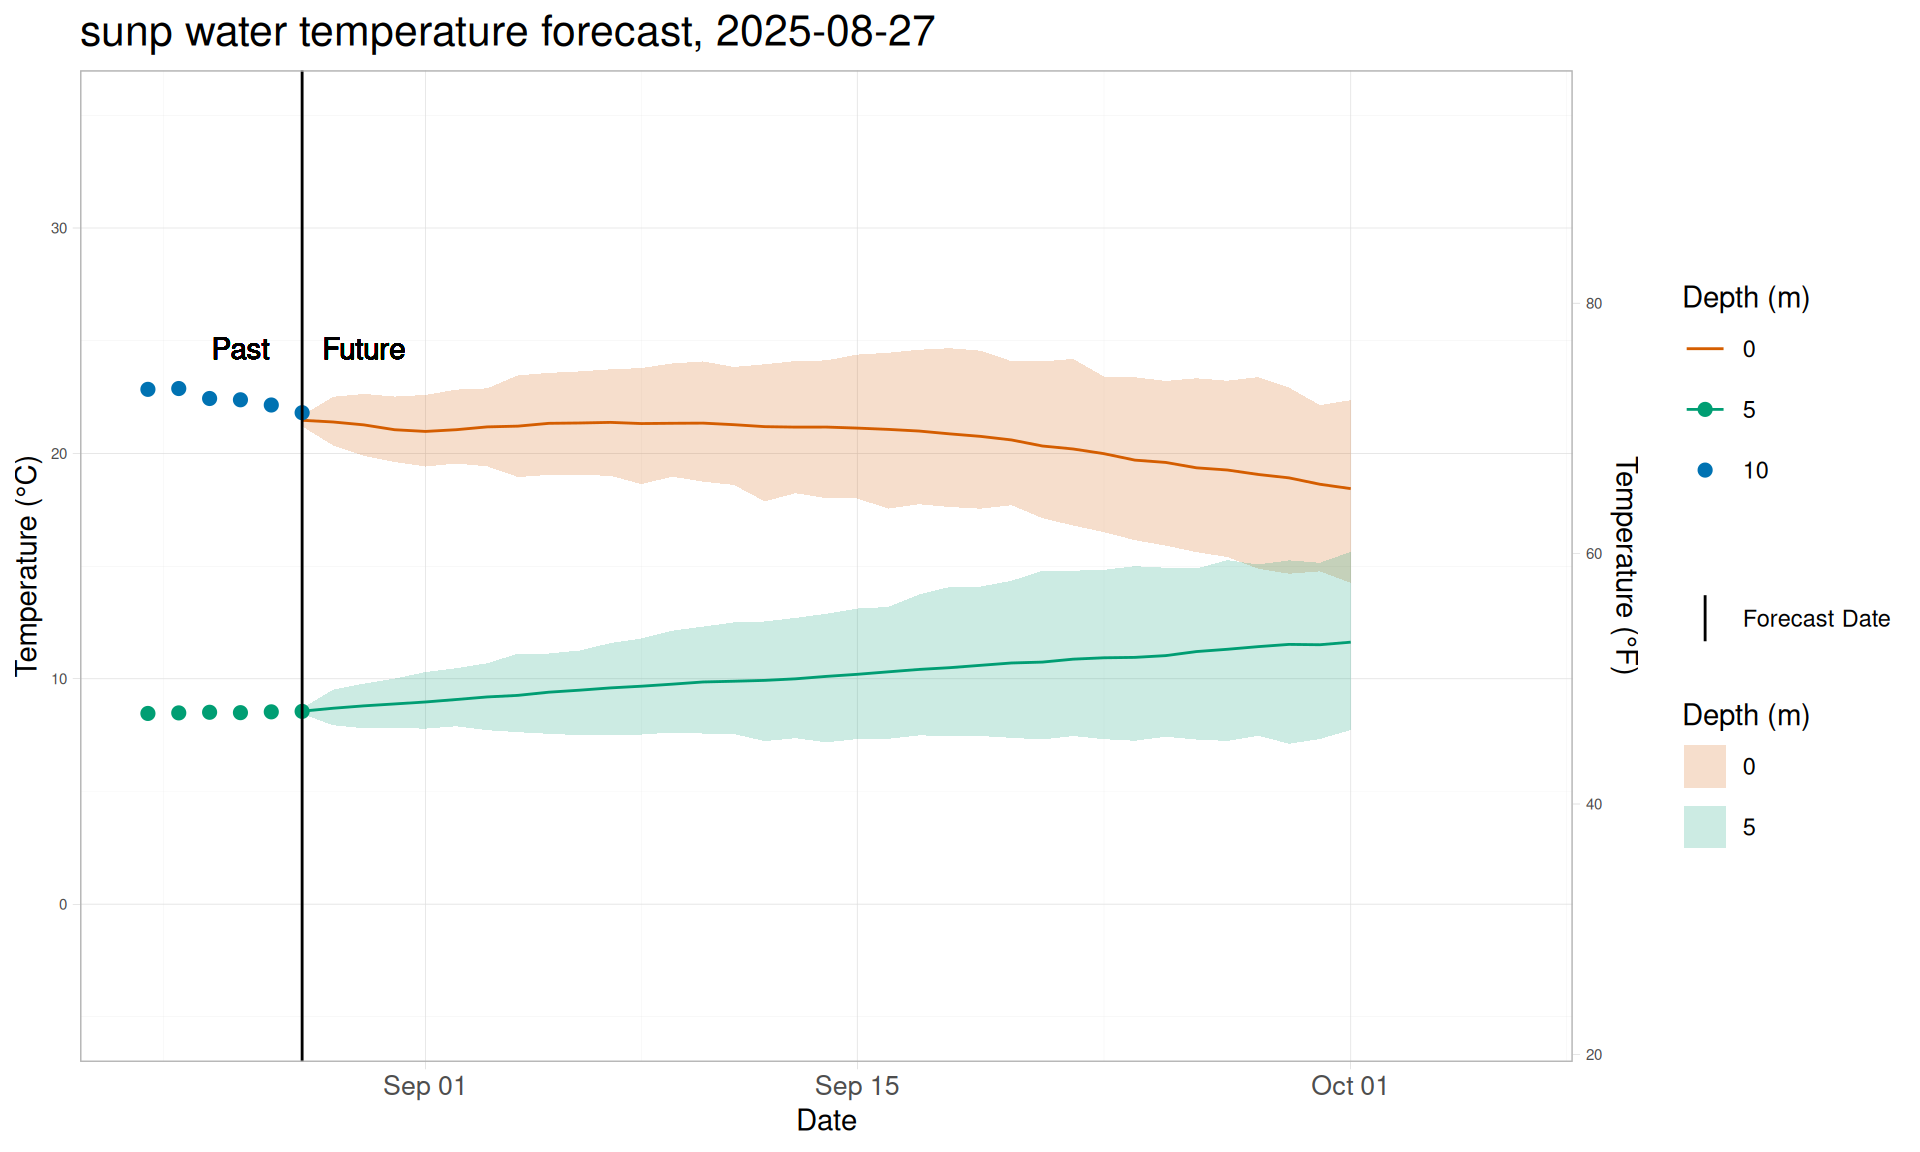 sunp water temperature forecast, 2025-08-27
Temperature (°C)
30
20
10
0
Past
Future
Sep 01
Sep 15
Oct 01
Date
80
60
40
20
Temperature (°F)
Depth (m)
0
5
10
Forecast Date
Depth (m)
0
5